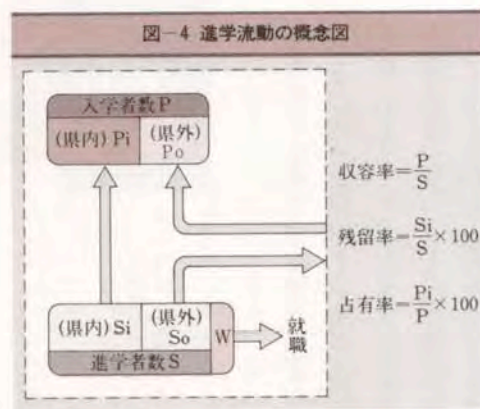 図－4 進学流動の概念図
入学者数P
(県内) Pi
(県外)
Po
収容率＝P/S
残留率＝Si/S×100
占有率＝Pi/P×100
(県内) Si
(県外)
So
W
就
職
進学者数S